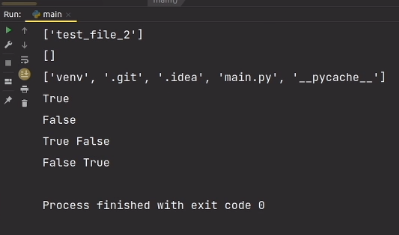 Run:
main
['test_file_2']
[]
['venv', '.git', '.idea', 'main.py', '__pycache__']
True
False
True False
False True
Process finished with exit code 0